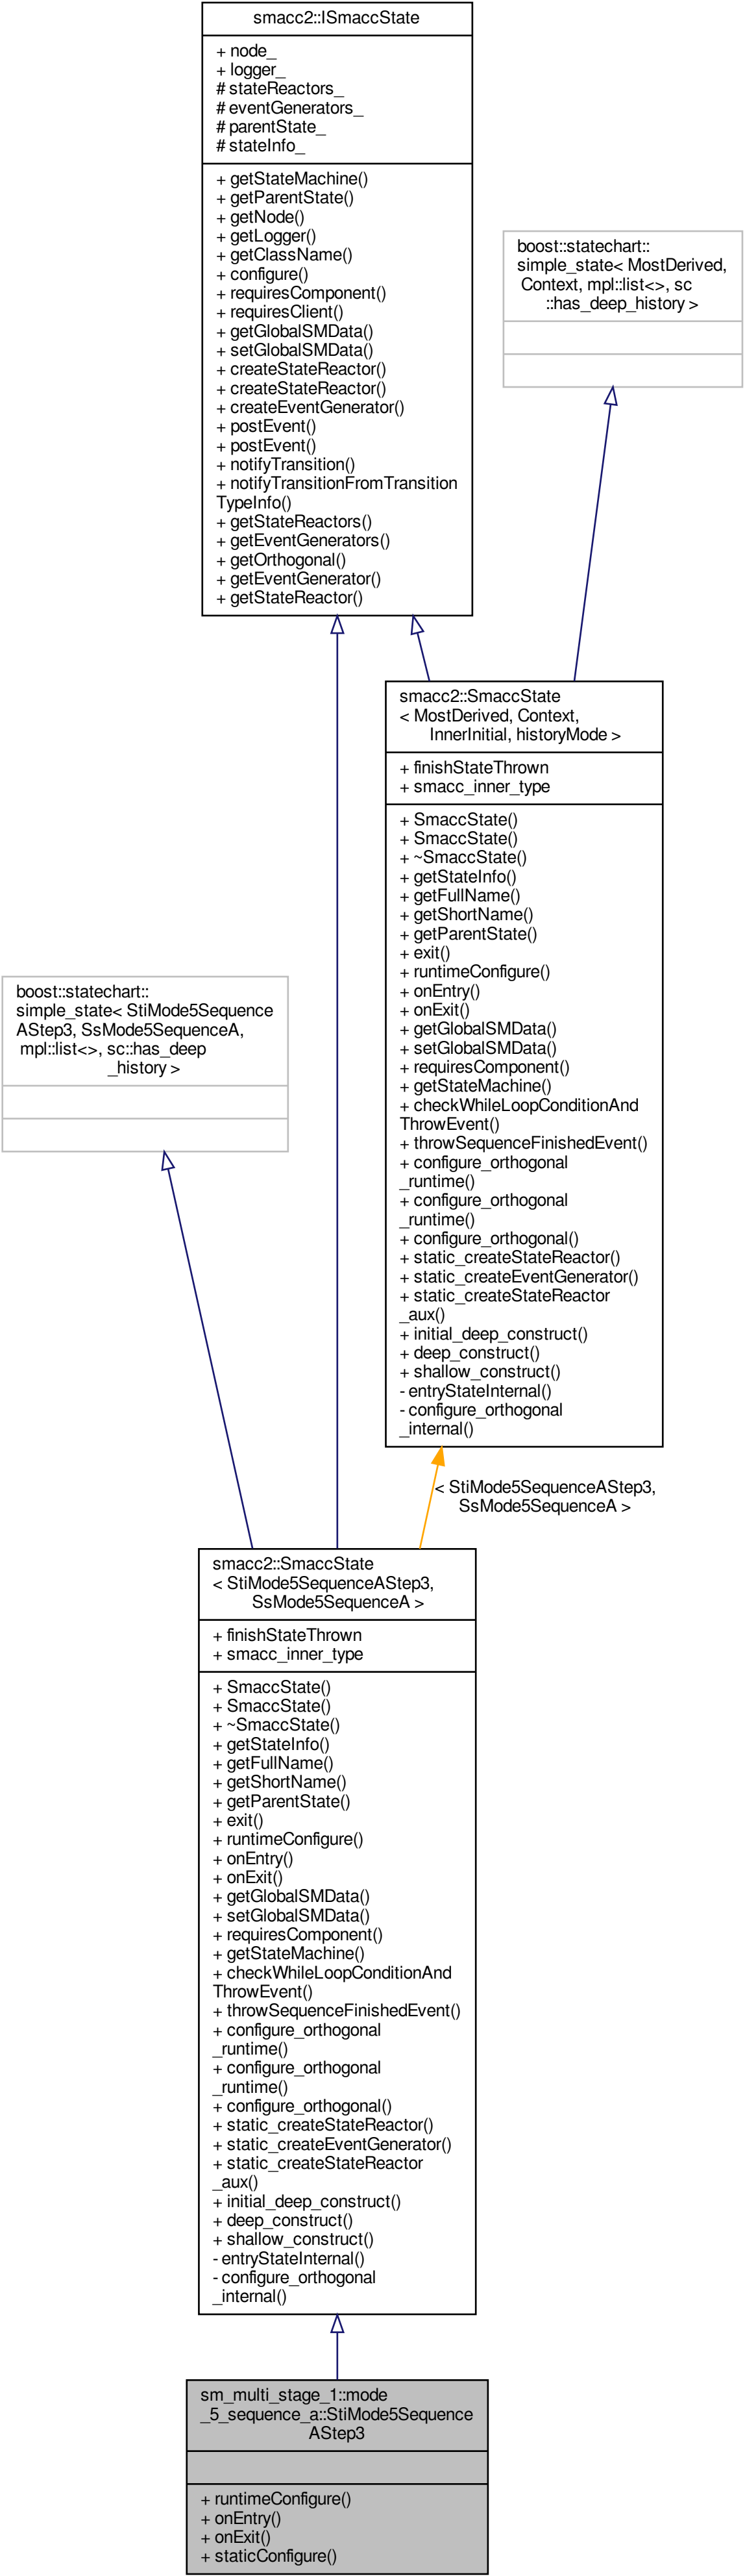 smacc2::ISmaccState
+ node_
+ logger_
# stateReactors_
# eventGenerators_
# parentState_
# stateInfo_
+ getStateMachine()
+ getParentState()
+ getNode()
+ getLogger()
+ getClassName()
+ configure()
+ requiresComponent()
+ requiresClient()
+ getGlobalSMData()
+ setGlobalSMData()
+ createStateReactor()
+ createStateReactor()
+ createEventGenerator()
+ postEvent()
+ postEvent()
+ notifyTransition()
+ notifyTransitionFromTransition
TypeInfo()
+ getStateReactors()
+ getEventGenerators()
+ getOrthogonal()
+ getEventGenerator()
+ getStateReactor()
boost::statechart::
simple_state< MostDerived,
Context, mpl::list<>, sc
::has_deep_history >
smacc2::SmaccState
< MostDerived, Context,
InnerInitial, historyMode >
+ finishStateThrown
+ smacc_inner_type
+ SmaccState()
+ SmaccState()
+ ~SmaccState()
+ getStateInfo()
+ getFullName()
+ getShortName()
+ getParentState()
+ exit()
+ runtimeConfigure()
+ onEntry()
+ onExit()
+ getGlobalSMData()
+ setGlobalSMData()
+ requiresComponent()
+ getStateMachine()
+ checkWhileLoopConditionAnd
ThrowEvent()
+ throwSequenceFinishedEvent()
+ configure_orthogonal
_runtime()
+ configure_orthogonal
_runtime()
+ configure_orthogonal()
+ static_createStateReactor()
+ static_createEventGenerator()
+ static_createStateReactor
_aux()
+ initial_deep_construct()
+ deep_construct()
+ shallow_construct()
- entryStateInternal()
- configure_orthogonal
_internal()
boost::statechart::
simple_state< StiMode5Sequence
AStep3, SsMode5SequenceA,
mpl::list<>, sc::has_deep
_history >
< StiMode5SequenceAStep3,
SsMode5SequenceA >
smacc2::SmaccState
< StiMode5SequenceAStep3,
SsMode5SequenceA >
+ finishStateThrown
+ smacc_inner_type
+ SmaccState()
+ SmaccState()
+ ~SmaccState()
+ getStateInfo()
+ getFullName()
+ getShortName()
+ getParentState()
+ exit()
+ runtimeConfigure()
+ onEntry()
+ onExit()
+ getGlobalSMData()
+ setGlobalSMData()
+ requiresComponent()
+ getStateMachine()
+ checkWhileLoopConditionAnd
ThrowEvent()
+ throwSequenceFinishedEvent()
+ configure_orthogonal
_runtime()
+ configure_orthogonal
_runtime()
+ configure_orthogonal()
+ static_createStateReactor()
+ static_createEventGenerator()
+ static_createStateReactor
_aux()
+ initial_deep_construct()
+ deep_construct()
+ shallow_construct()
- entryStateInternal()
- configure_orthogonal
_internal()
sm_multi_stage_1::mode
_5_sequence_a::StiMode5Sequence
AStep3
+ runtimeConfigure()
+ onEntry()
+ onExit()
+ staticConfigure()